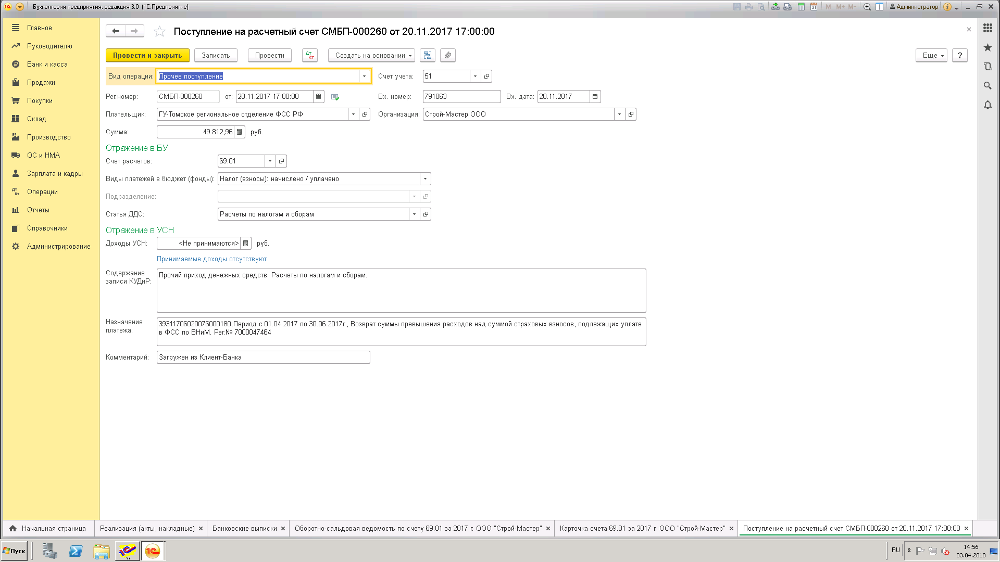 Бухгалтерия предприятия, редакция 3.0 (1С:Предприятие)
M M+ M- Администратор
Главное
Руководителю
Банк и касса
Продажи
Покупки
Склад
Производство
ОС и НМА
Зарплата и кадры
Операции
Отчеты
Справочники
Администрирование
Поступление на расчетный счет СМБП-000260 от 20.11.2017 17:00:00
Провести и закрыть Записать Провести Дт Кт Создать на основании Еще ?
Вид операции: Прочее поступление Счет учета: 51
Рег.номер: СМБП-000260 от: 20.11.2017 17:00:00 Вх. номер: 791863 Вх. дата: 20.11.2017
Плательщик: ГУ-Томское региональное отделение ФСС РФ Организация: Строй-Мастер ООО
Сумма: 49 812,96 руб.
Отражение в БУ
Счет расчетов: 69.01
Виды платежей в бюджет (фонды): Налог (взносы): начислено / уплачено
Подразделение:
Статья ДДС: Расчеты по налогам и сборам
Отражение в УСН
Доходы УСН: <Не принимаются> руб.
Принимаемые доходы отсутствуют
Содержание записи КУДиР: Прочий приход денежных средств: Расчеты по налогам и сборам.
Назначение платежа: 39311706020076000180;Период с 01.04.2017 по 30.06.2017г., Возврат суммы превышения расходов над суммой страховых взносов, подлежащих уплате
в ФСС по ВНиМ. Рег.№ 7000047464
Комментарий: Загружен из Клиент-Банка
Начальная страница Реализация (акты, накладные) Банковские выписки Оборотно-сальдовая ведомость по счету 69.01 за 2017 г. ООО "Строй-Мастер" Карточка счета 69.01 за 2017 г. ООО "Строй-Мастер" Поступление на расчетный счет СМБП-000260 от 20.11.2017 17:00:00
Пуск RU 14:56
03.04.2018